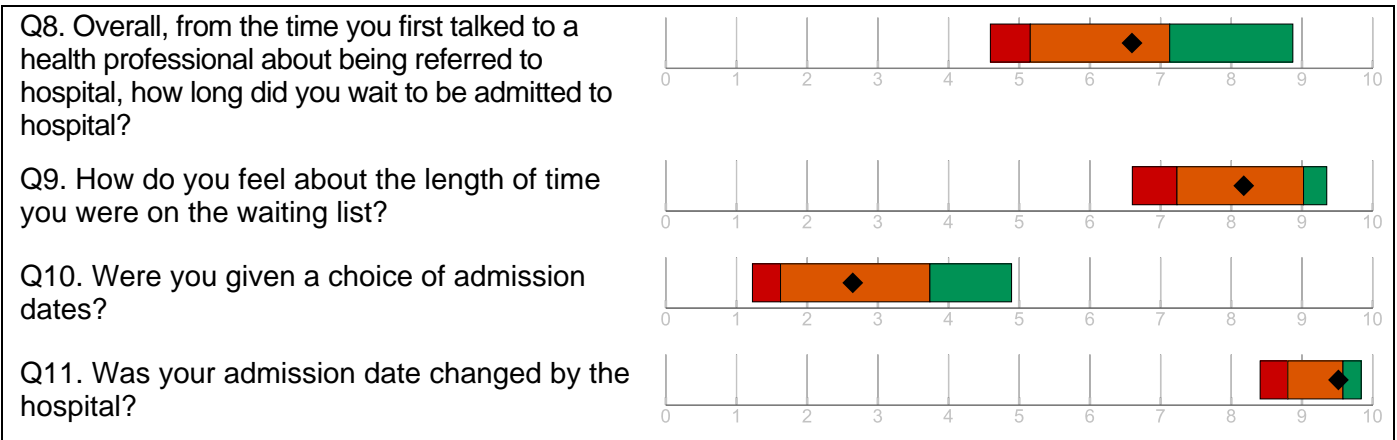 Q8. Overall, from the time you first talked to a
health professional about being referred to
hospital, how long did you wait to be admitted to
hospital?
0 1 2 3 4 5 6 7 8 9 10
Q9. How do you feel about the length of time
you were on the waiting list?
0 1 2 3 4 5 6 7 8 9 10
Q10. Were you given a choice of admission
dates?
0 1 2 3 4 5 6 7 8 9 10
Q11. Was your admission date changed by the
hospital?
0 1 2 3 4 5 6 7 8 9 10